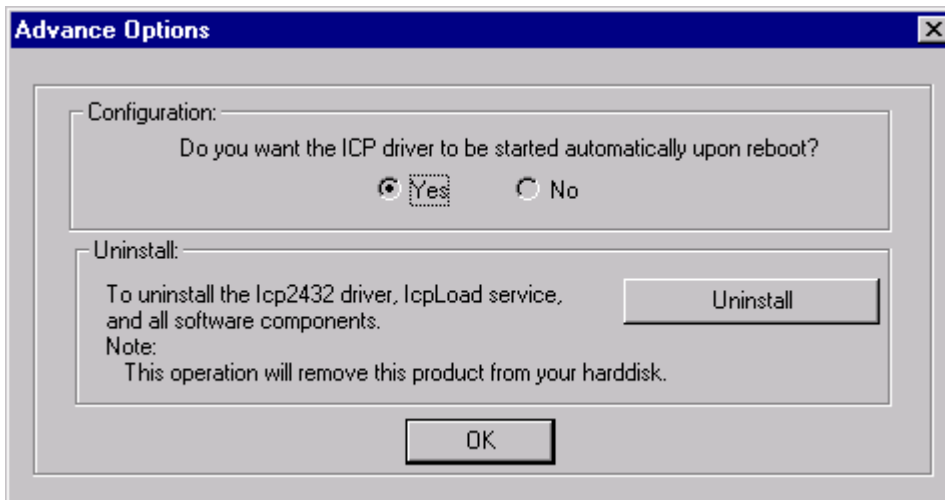 Advance Options
Configuration:
Do you want the ICP driver to be started automatically upon reboot?
Yes No
Uninstall:
To uninstall the Icp2432 driver, IcpLoad service,
and all software components.
Uninstall
Note:
This operation will remove this product from your harddisk.
OK